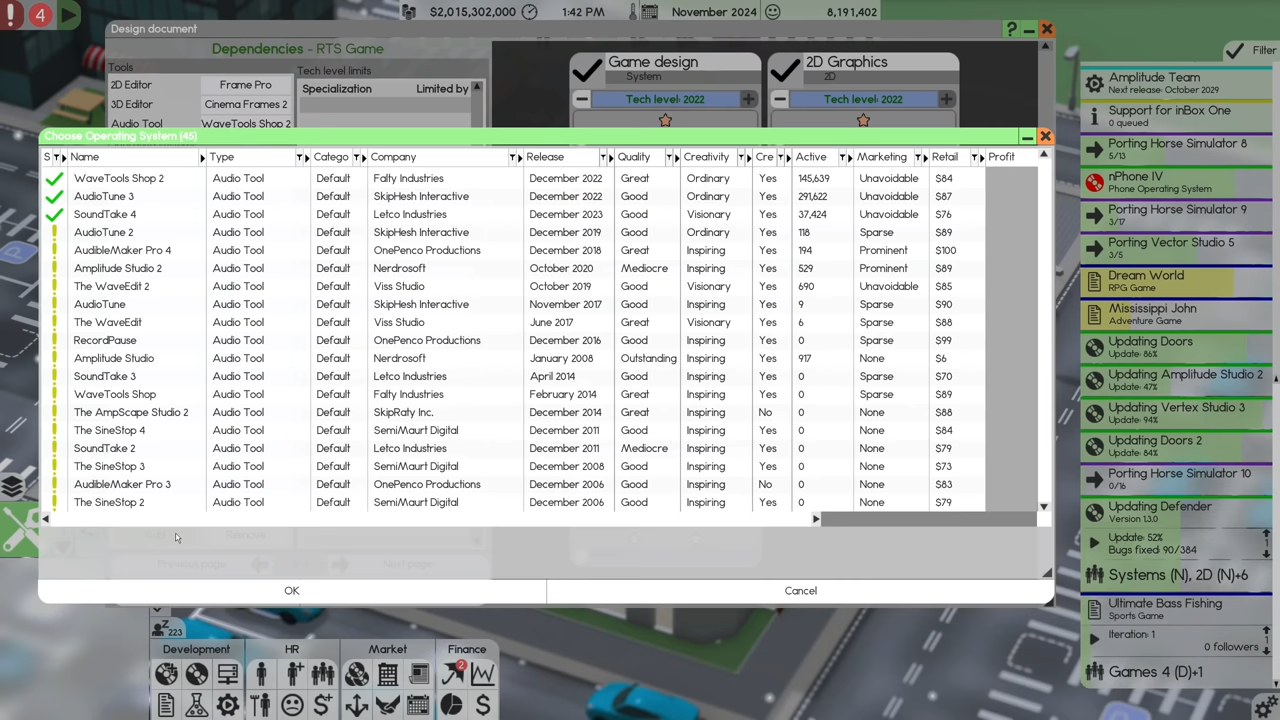 4
$2,015,302,000
1:42 PM
November 2024
8,191,402
Design document
?
Filter
Dependencies - RTS Game
Tools
2D Editor
Frame Pro
3D Editor
Cinema Frames 2
Audio Tool
WaveTools Shop 2
Tech level limits
Specialization
Limited by
Game design
System
Tech level: 2022
2D Graphics
2D
Tech level: 2022
Choose Operating System (45)
S Name Type Catego Company Release Quality Creativity Cre Active Marketing Retail Profit
WaveTools Shop 2 Audio Tool Default Falty Industries December 2022 Great Ordinary Yes 145,639 Unavoidable $84
AudioTune 3 Audio Tool Default SkipHesh Interactive December 2022 Good Ordinary Yes 291,622 Unavoidable $87
SoundTake 4 Audio Tool Default Letco Industries December 2023 Good Visionary Yes 37,424 Unavoidable $76
AudioTune 2 Audio Tool Default SkipHesh Interactive December 2019 Good Ordinary Yes 118 Sparse $89
AudibleMaker Pro 4 Audio Tool Default OnePenco Productions December 2018 Great Inspiring Yes 194 Prominent $100
Amplitude Studio 2 Audio Tool Default Nerdrosoft October 2020 Mediocre Inspiring Yes 529 Prominent $89
The WaveEdit 2 Audio Tool Default Viss Studio October 2019 Good Visionary Yes 690 Unavoidable $85
AudioTune Audio Tool Default SkipHesh Interactive November 2017 Good Inspiring Yes 9 Sparse $90
The WaveEdit Audio Tool Default Viss Studio June 2017 Great Visionary Yes 6 Sparse $88
RecordPause Audio Tool Default OnePenco Productions December 2016 Good Inspiring Yes 0 Sparse $99
Amplitude Studio Audio Tool Default Nerdrosoft January 2008 Outstanding Inspiring Yes 917 None $6
SoundTake 3 Audio Tool Default Letco Industries April 2014 Good Inspiring Yes 0 Sparse $70
WaveTools Shop Audio Tool Default Falty Industries February 2014 Great Inspiring Yes 0 Sparse $89
The AmpScape Studio 2 Audio Tool Default SkipRafy Inc. December 2014 Great Inspiring No 0 None $88
The SineStop 4 Audio Tool Default SemiMaurt Digital December 2011 Good Inspiring Yes 0 None $84
SoundTake 2 Audio Tool Default Letco Industries December 2011 Mediocre Inspiring Yes 0 None $79
The SineStop 3 Audio Tool Default SemiMaurt Digital December 2008 Good Inspiring Yes 0 None $73
AudibleMaker Pro 3 Audio Tool Default OnePenco Productions December 2006 Good Inspiring No 0 None $83
The SineStop 2 Audio Tool Default SemiMaurt Digital December 2006 Good Inspiring Yes 0 None $79
Remove
Previous page
Next page
OK
Cancel
Amplitude Team
Next release: October 2029
Support for inBox One
0 queued
Porting Horse Simulator 8
5/13
nPhone IV
Phone Operating System
Porting Horse Simulator 9
3/17
Porting Vector Studio 5
3/5
Dream World
RPG Game
Mississippi John
Adventure Game
Updating Doors
Update: 86%
Updating Amplitude Studio 2
Update: 47%
Updating Vertex Studio 3
Update: 94%
Updating Doors 2
Update: 84%
Porting Horse Simulator 10
0/16
Updating Defender
Version 1.3.0
Update: 52%
Bugs fixed: 90/384
1
Systems (N), 2D (N)+6
Ultimate Bass Fishing
Sports Game
Iteration: 1
0 followers
1
Games 4 (D)+1
Z
223
Development
HR
Market
Finance
2